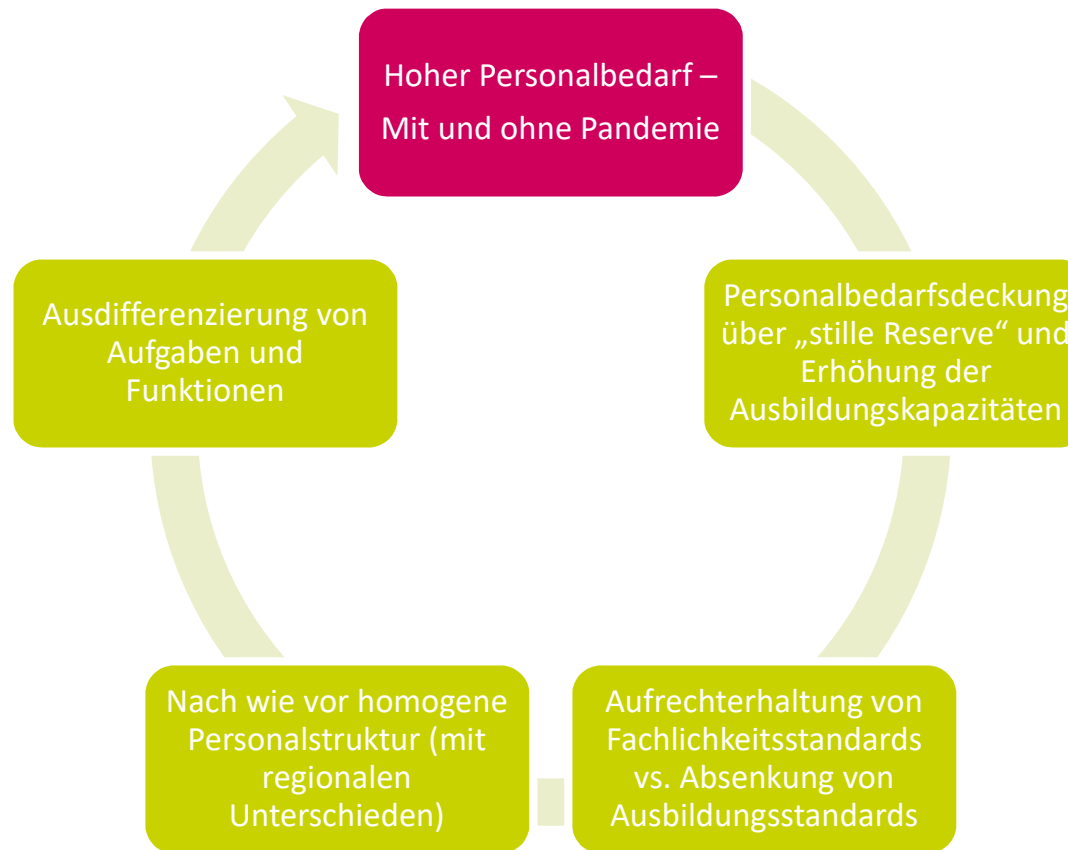 Hoher Personalbedarf –
Mit und ohne Pandemie
Personalbedarfsdeckung
über „stille Reserve“ und
Erhöhung der
Ausbildungskapazitäten
Aufrechterhaltung von
Fachlichkeitsstandards
vs. Absenkung von
Ausbildungsstandards
Nach wie vor homogene
Personalstruktur (mit
regionalen
Unterschieden)
Ausdifferenzierung von
Aufgaben und
Funktionen